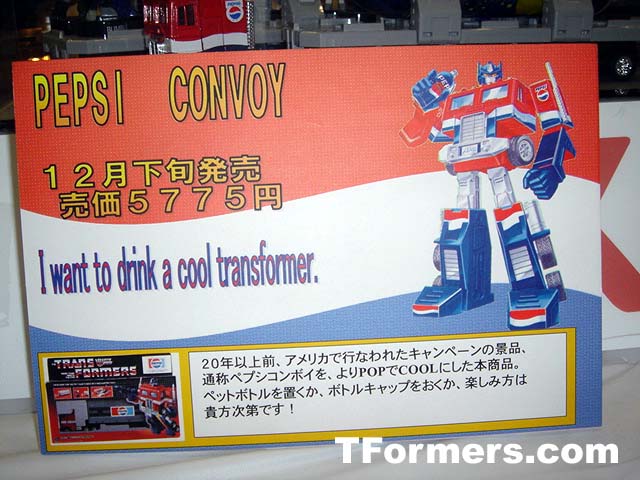 PEPSI CONVOY
12月下旬発売
売価5775円
I want to drink a cool transformer.
TRANSFORMERS
20年以上前、アメリカで行なわれたキャンペーンの景品、
通称ペプシコンボイを、よりPOPでCOOLにした本商品。
ペットボトルを置くか、ボトルキャップをおくか、楽しみ方は
貴方次第です!
TFormers.com